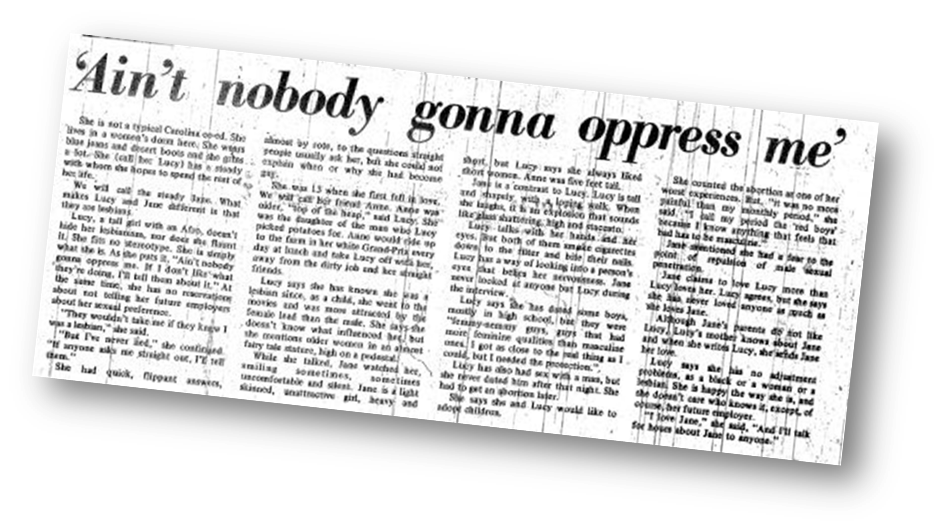 'Ain't nobody gonna oppress me'
She is not a typical Carolina co-ed. She
lives in a women's dorm here. She wears
blue jeans and desert boots and she gripes
a lot. She (call her Lucy) has a steady
with whom she hopes to spend the rest of
her life.
We will call the steady Jane. What
makes Lucy and Jane different is that
they are lesbians.
Lucy, a tall girl with an Afro, doesn't
hide her lesbianism, nor does she flaunt
it. She fits no stereotype. She is simply
what she is. As she puts it, "Ain't nobody
gonna oppress me. If I don't like what
they're doing, I'll tell them about it." At
the same time, she has no reservations
about not telling her future employers
about her sexual preference.
"They wouldn't take me if they knew I
was a lesbian," she said.
"But I've never lied," she continued.
"If anyone asks me straight out, I'll tell
them."
She had quick, flippant answers,
almost by rote, to the questions straight
people usually ask her, but she could not
explain when or why she had become
gay.
She was 13 when she first fell in love.
We will call her friend Anne. Anne was
older, "top of the heap," said Lucy. She
was the daughter of the man who Lucy
picked potatoes for. Anne would ride up
to the farm in her white Grand-Prix every
day at lunch and take Lucy off with her,
away from the dirty job and her straight
friends.
Lucy says she has known she was a
lesbian since, as a child, she went to the
movies and was more attracted by the
female lead than the male. She says she
doesn't know what influenced her, but
she mentions older women in an almost
fairy tale stature, high on a pedestal.
While she talked, Jane watched her,
smiling sometimes, sometimes
uncomfortable and silent. Jane is a light
skinned, unattractive girl, heavy and
short, but Lucy says she always liked
short women. Anne was five feet tall.
Jane is a contrast to Lucy. Lucy is tall
and shapely, with a loping walk. When
she laughs, it is an explosion that sounds
like glass shattering, high and staccato.
Lucy talks with her hands and her
eyes. But both of them smoke cigarettes
down to the filter and bite their nails.
Lucy has a way of looking into a person's
eyes that belies her nervousness. Jane
never looked at anyone but Lucy during
the interview.
Lucy says she has dated some boys,
mostly in high school, but they were
"femmy-femmy guys, guys that had
more feminine qualities than masculine
ones. I got as close to the real thing as I
could, but I needed the protection,".
Lucy has also had sex with a man, but
she never dated him after that night. She
had to get an abortion later.
She says she and Lucy would like to
adopt children.
She counted the abortion as one of her
worst experiences. But, "it was no more
painful than my monthly period," she
said. "I call my period the 'red boys'
because I know anything that feels that
bad has to be masculine."
Jane mentioned she had a fear to the
point of repulsion of male sexual
penetration.
Jane claims to love Lucy more than
Lucy loves her. Lucy agrees, but she says
she has never loved anyone as much as
she loves Jane.
Although Jane's parents do not like
Lucy, Lucy's mother knows about Jane
and when she writes Lucy, she sends Jane
her love.
Lucy says she has no adjustment
problems, as a black or a woman or a
lesbian. She is happy the way she is, and
she doesn't care who knows it, except, of
course, her future employer.
"I love Jane," she said, "And I'll talk
for hours about Jane to anyone."